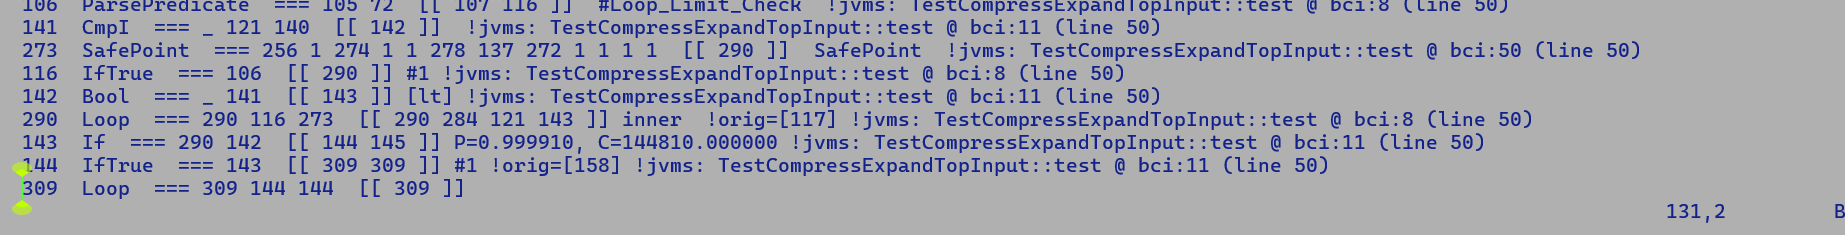 106  ParsePredicate  === 105 72  [[ 107 116 ]]  #Loop_Limit_Check  !jvms: TestCompressExpandTopInput::test @ bci:8 (line 50)
141  CmpI  === _ 121 140  [[ 142 ]]  !jvms: TestCompressExpandTopInput::test @ bci:11 (line 50)
273  SafePoint  === 256 1 274 1 1 278 137 272 1 1 1 1  [[ 290 ]]  SafePoint  !jvms: TestCompressExpandTopInput::test @ bci:50 (line 50)
116  IfTrue  === 106  [[ 290 ]] #1 !jvms: TestCompressExpandTopInput::test @ bci:8 (line 50)
142  Bool  === _ 141  [[ 143 ]] [lt] !jvms: TestCompressExpandTopInput::test @ bci:11 (line 50)
290  Loop  === 290 116 273  [[ 290 284 121 143 ]] inner  !orig=[117] !jvms: TestCompressExpandTopInput::test @ bci:8 (line 50)
143  If  === 290 142  [[ 144 145 ]] P=0.999910, C=144810.000000 !jvms: TestCompressExpandTopInput::test @ bci:11 (line 50)
144  IfTrue  === 143  [[ 309 309 ]] #1 !orig=[158] !jvms: TestCompressExpandTopInput::test @ bci:11 (line 50)
309  Loop  === 309 144 144  [[ 309 ]]
131,2 B